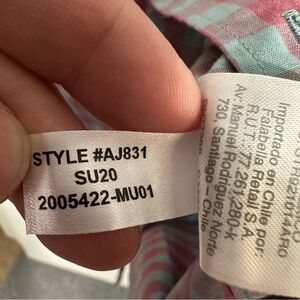 STYLE #AJ831
SU20
2005422-MU01
Importado en Chile por:
Falabella Retail S.A.
R.U.T.: 77.261.280-k
Av Manuel Rodríguez Norte
730, Santiago – Chile